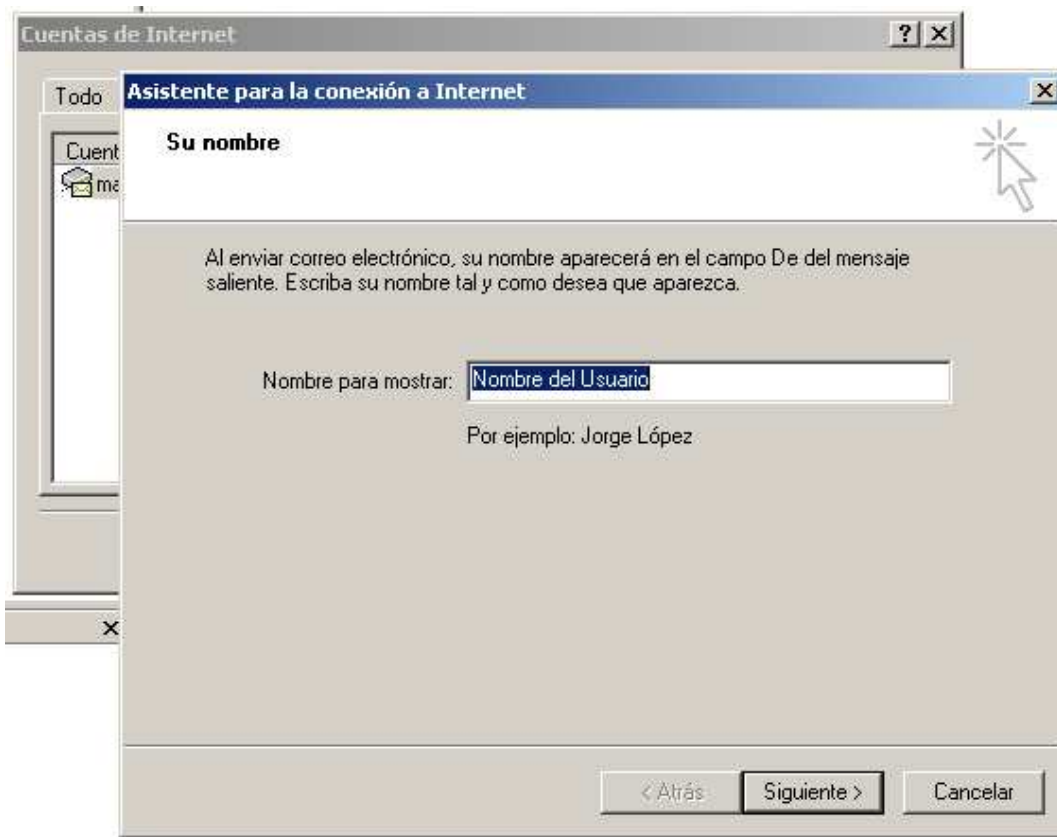 Cuentas de Internet
Todo
Asistente para la conexión a Internet
Su nombre
Al enviar correo electrónico, su nombre aparecerá en el campo De del mensaje
saliente. Escriba su nombre tal y como desea que aparezca.
Nombre para mostrar: Nombre del Usuario
Por ejemplo: Jorge López
< Atrás Siguiente > Cancelar